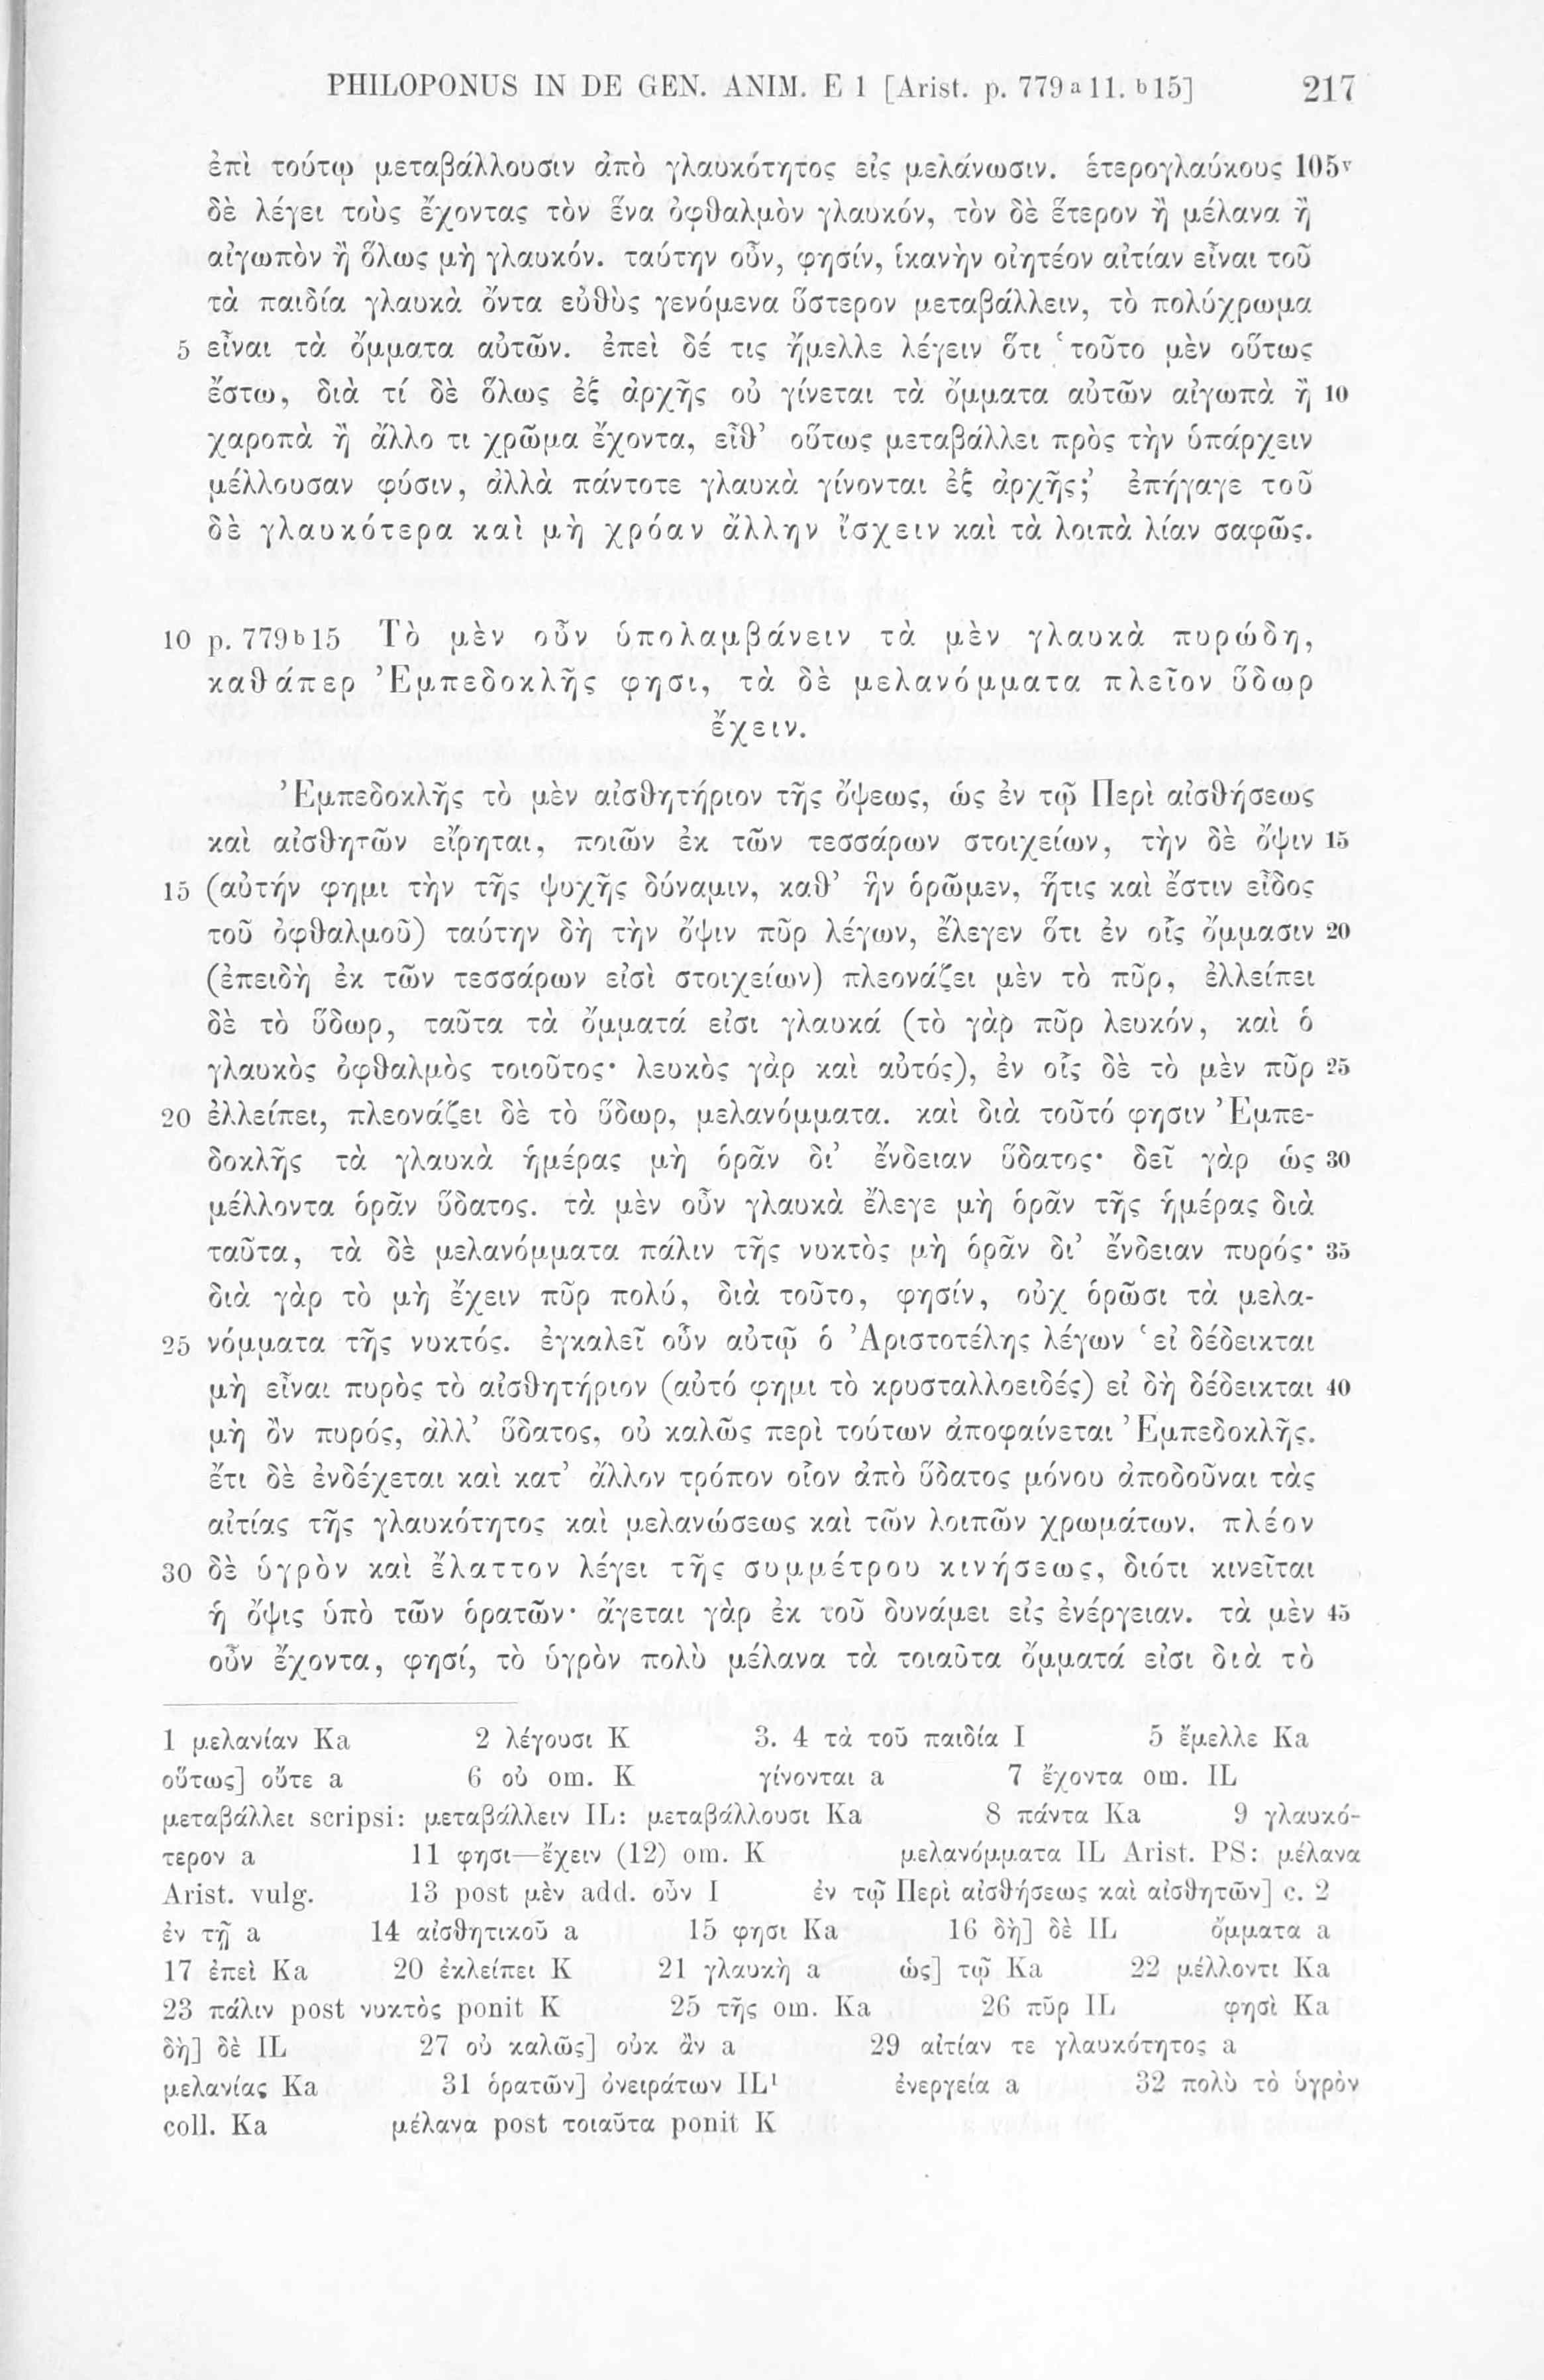 PHILOPONUS IN DE GEN. ANIM. E 1 [Arist. p. 779a11. b15] 217
ἐπὶ τούτῳ μεταβάλλουσιν ἀπὸ γλαυκότητος εἰς μελάνωσιν. ἑτερογλαύκους 105v
δὲ λέγει τοὺς ἔχοντας τὸν ἕνα ὀφθαλμὸν γλαυκόν, τὸν δὲ ἕτερον ἢ μέλανα ἢ
αἰγωπὸν ἢ ὅλως μὴ γλαυκόν. ταύτην οὖν, φησίν, ἱκανὴν οἰητέον αἰτίαν εἶναι τοῦ
τὰ παιδία γλαυκὰ ὄντα εὐθὺς γενόμενα ὕστερον μεταβάλλειν, τὸ πολύχρωμα
5 εἶναι τὰ ὄμματα αὐτῶν. ἐπεὶ δέ τις ἤμελλε λέγειν ὅτι ‘τοῦτο μὲν οὕτως
ἔστω, διὰ τί δὲ ὅλως ἐξ ἀρχῆς οὐ γίνεται τὰ ὄμματα αὐτῶν αἰγωπὰ ἢ 10
χαροπὰ ἢ ἄλλο τι χρῶμα ἔχοντα, εἶθ’ οὕτως μεταβάλλει πρὸς τὴν ὑπάρχειν
μέλλουσαν φύσιν, ἀλλὰ πάντοτε γλαυκὰ γίνονται ἐξ ἀρχῆς;’ ἐπήγαγε τοῦ
δὲ γλαυκότερα καὶ μὴ χρόαν ἄλλην ἴσχειν καὶ τὰ λοιπὰ λίαν σαφῶς.
10 p. 779b15 Τὸ μὲν οὖν ὑπολαμβάνειν τὰ μὲν γλαυκὰ πυρώδη,
καθάπερ Ἐμπεδοκλῆς φησι, τὰ δὲ μελανόμματα πλεῖον ὕδωρ
ἔχειν.
Ἐμπεδοκλῆς τὸ μὲν αἰσθητήριον τῆς ὄψεως, ὡς ἐν τῷ Περὶ αἰσθήσεως
καὶ αἰσθητῶν εἴρηται, ποιῶν ἐκ τῶν τεσσάρων στοιχείων, τὴν δὲ ὄψιν 15
15 (αὐτήν φημι τὴν τῆς ψυχῆς δύναμιν, καθ’ ἣν ὁρῶμεν, ἥτις καὶ ἔστιν εἶδος
τοῦ ὀφθαλμοῦ) ταύτην δὴ τὴν ὄψιν πῦρ λέγων, ἔλεγεν ὅτι ἐν οἷς ὄμμασιν 20
(ἐπειδὴ ἐκ τῶν τεσσάρων εἰσὶ στοιχείων) πλεονάζει μὲν τὸ πῦρ, ἐλλείπει
δὲ τὸ ὕδωρ, ταῦτα τὰ ὄμματά εἰσι γλαυκά (τὸ γὰρ πῦρ λευκόν, καὶ ὁ
γλαυκὸς ὀφθαλμὸς τοιοῦτος· λευκὸς γὰρ καὶ αὐτός), ἐν οἷς δὲ τὸ μὲν πῦρ 25
20 ἐλλείπει, πλεονάζει δὲ τὸ ὕδωρ, μελανόμματα. καὶ διὰ τοῦτό φησιν Ἐμπε-
δοκλῆς τὰ γλαυκὰ ἡμέρας μὴ ὁρᾶν δι’ ἔνδειαν ὕδατος· δεῖ γὰρ ὡς 30
μέλλοντα ὁρᾶν ὕδατος. τὰ μὲν οὖν γλαυκὰ ἔλεγε μὴ ὁρᾶν τῆς ἡμέρας διὰ
ταῦτα, τὰ δὲ μελανόμματα πάλιν τῆς νυκτὸς μὴ ὁρᾶν δι’ ἔνδειαν πυρός· 35
διὰ γὰρ τὸ μὴ ἔχειν πῦρ πολύ, διὰ τοῦτο, φησίν, οὐχ ὁρῶσι τὰ μελα-
25 νόμματα τῆς νυκτός. ἐγκαλεῖ οὖν αὐτῷ ὁ Ἀριστοτέλης λέγων ‘εἰ δέδεικται
μὴ εἶναι πυρὸς τὸ αἰσθητήριον (αὐτό φημι τὸ κρυσταλλοειδές) εἰ δὴ δέδεικται 40
μὴ ὂν πυρός, ἀλλ’ ὕδατος, οὐ καλῶς περὶ τούτων ἀποφαίνεται Ἐμπεδοκλῆς.
ἔτι δὲ ἐνδέχεται καὶ κατ’ ἄλλον τρόπον οἷον ἀπὸ ὕδατος μόνου ἀποδοῦναι τὰς
αἰτίας τῆς γλαυκότητος καὶ μελανώσεως καὶ τῶν λοιπῶν χρωμάτων. πλέον
30 δὲ ὑγρὸν καὶ ἔλαττον λέγει τῆς συμμέτρου κινήσεως, διότι κινεῖται
ἡ ὄψις ὑπὸ τῶν ὁρατῶν· ἄγεται γὰρ ἐκ τοῦ δυνάμει εἰς ἐνέργειαν. τὰ μὲν 45
οὖν ἔχοντα, φησί, τὸ ὑγρὸν πολὺ μέλανα τὰ τοιαῦτα ὄμματά εἰσι διὰ τὸ
1 μελανίαν Ka 2 λέγουσι K 3. 4 τὰ τοῦ παιδία I 5 ἔμελλε Ka
οὕτως] οὔτε a 6 οὐ om. K γίνονται a 7 ἔχοντα om. IL
μεταβάλλει scripsi: μεταβάλλειν IL: μεταβάλλουσι Ka 8 πάντα Ka 9 γλαυκό-
τερον a 11 φησι—ἔχειν (12) om. K μελανόμματα IL Arist. PS: μέλανα
Arist. vulg. 13 post μὲν add. οὖν I ἐν τῷ Περὶ αἰσθήσεως καὶ αἰσθητῶν] c. 2
ἐν τῇ a 14 αἰσθητικοῦ a 15 φησι Ka 16 δὴ] δὲ IL ὄμματα a
17 ἐπεὶ Ka 20 ἐκλείπει K 21 γλαυκὴ a ὡς] τῷ Ka 22 μέλλοντι Ka
23 πάλιν post νυκτὸς ponit K 25 τῆς om. Ka 26 πῦρ IL φησὶ Ka
δὴ] δὲ IL 27 οὐ καλῶς] οὐκ ἂν a 29 αἰτίαν τε γλαυκότητος a
μελανίας Ka 31 ὁρατῶν] ὀνειράτων IL¹ ἐνεργεία a 32 πολὺ τὸ ὑγρὸν
coll. Ka μέλανα post τοιαῦτα ponit K